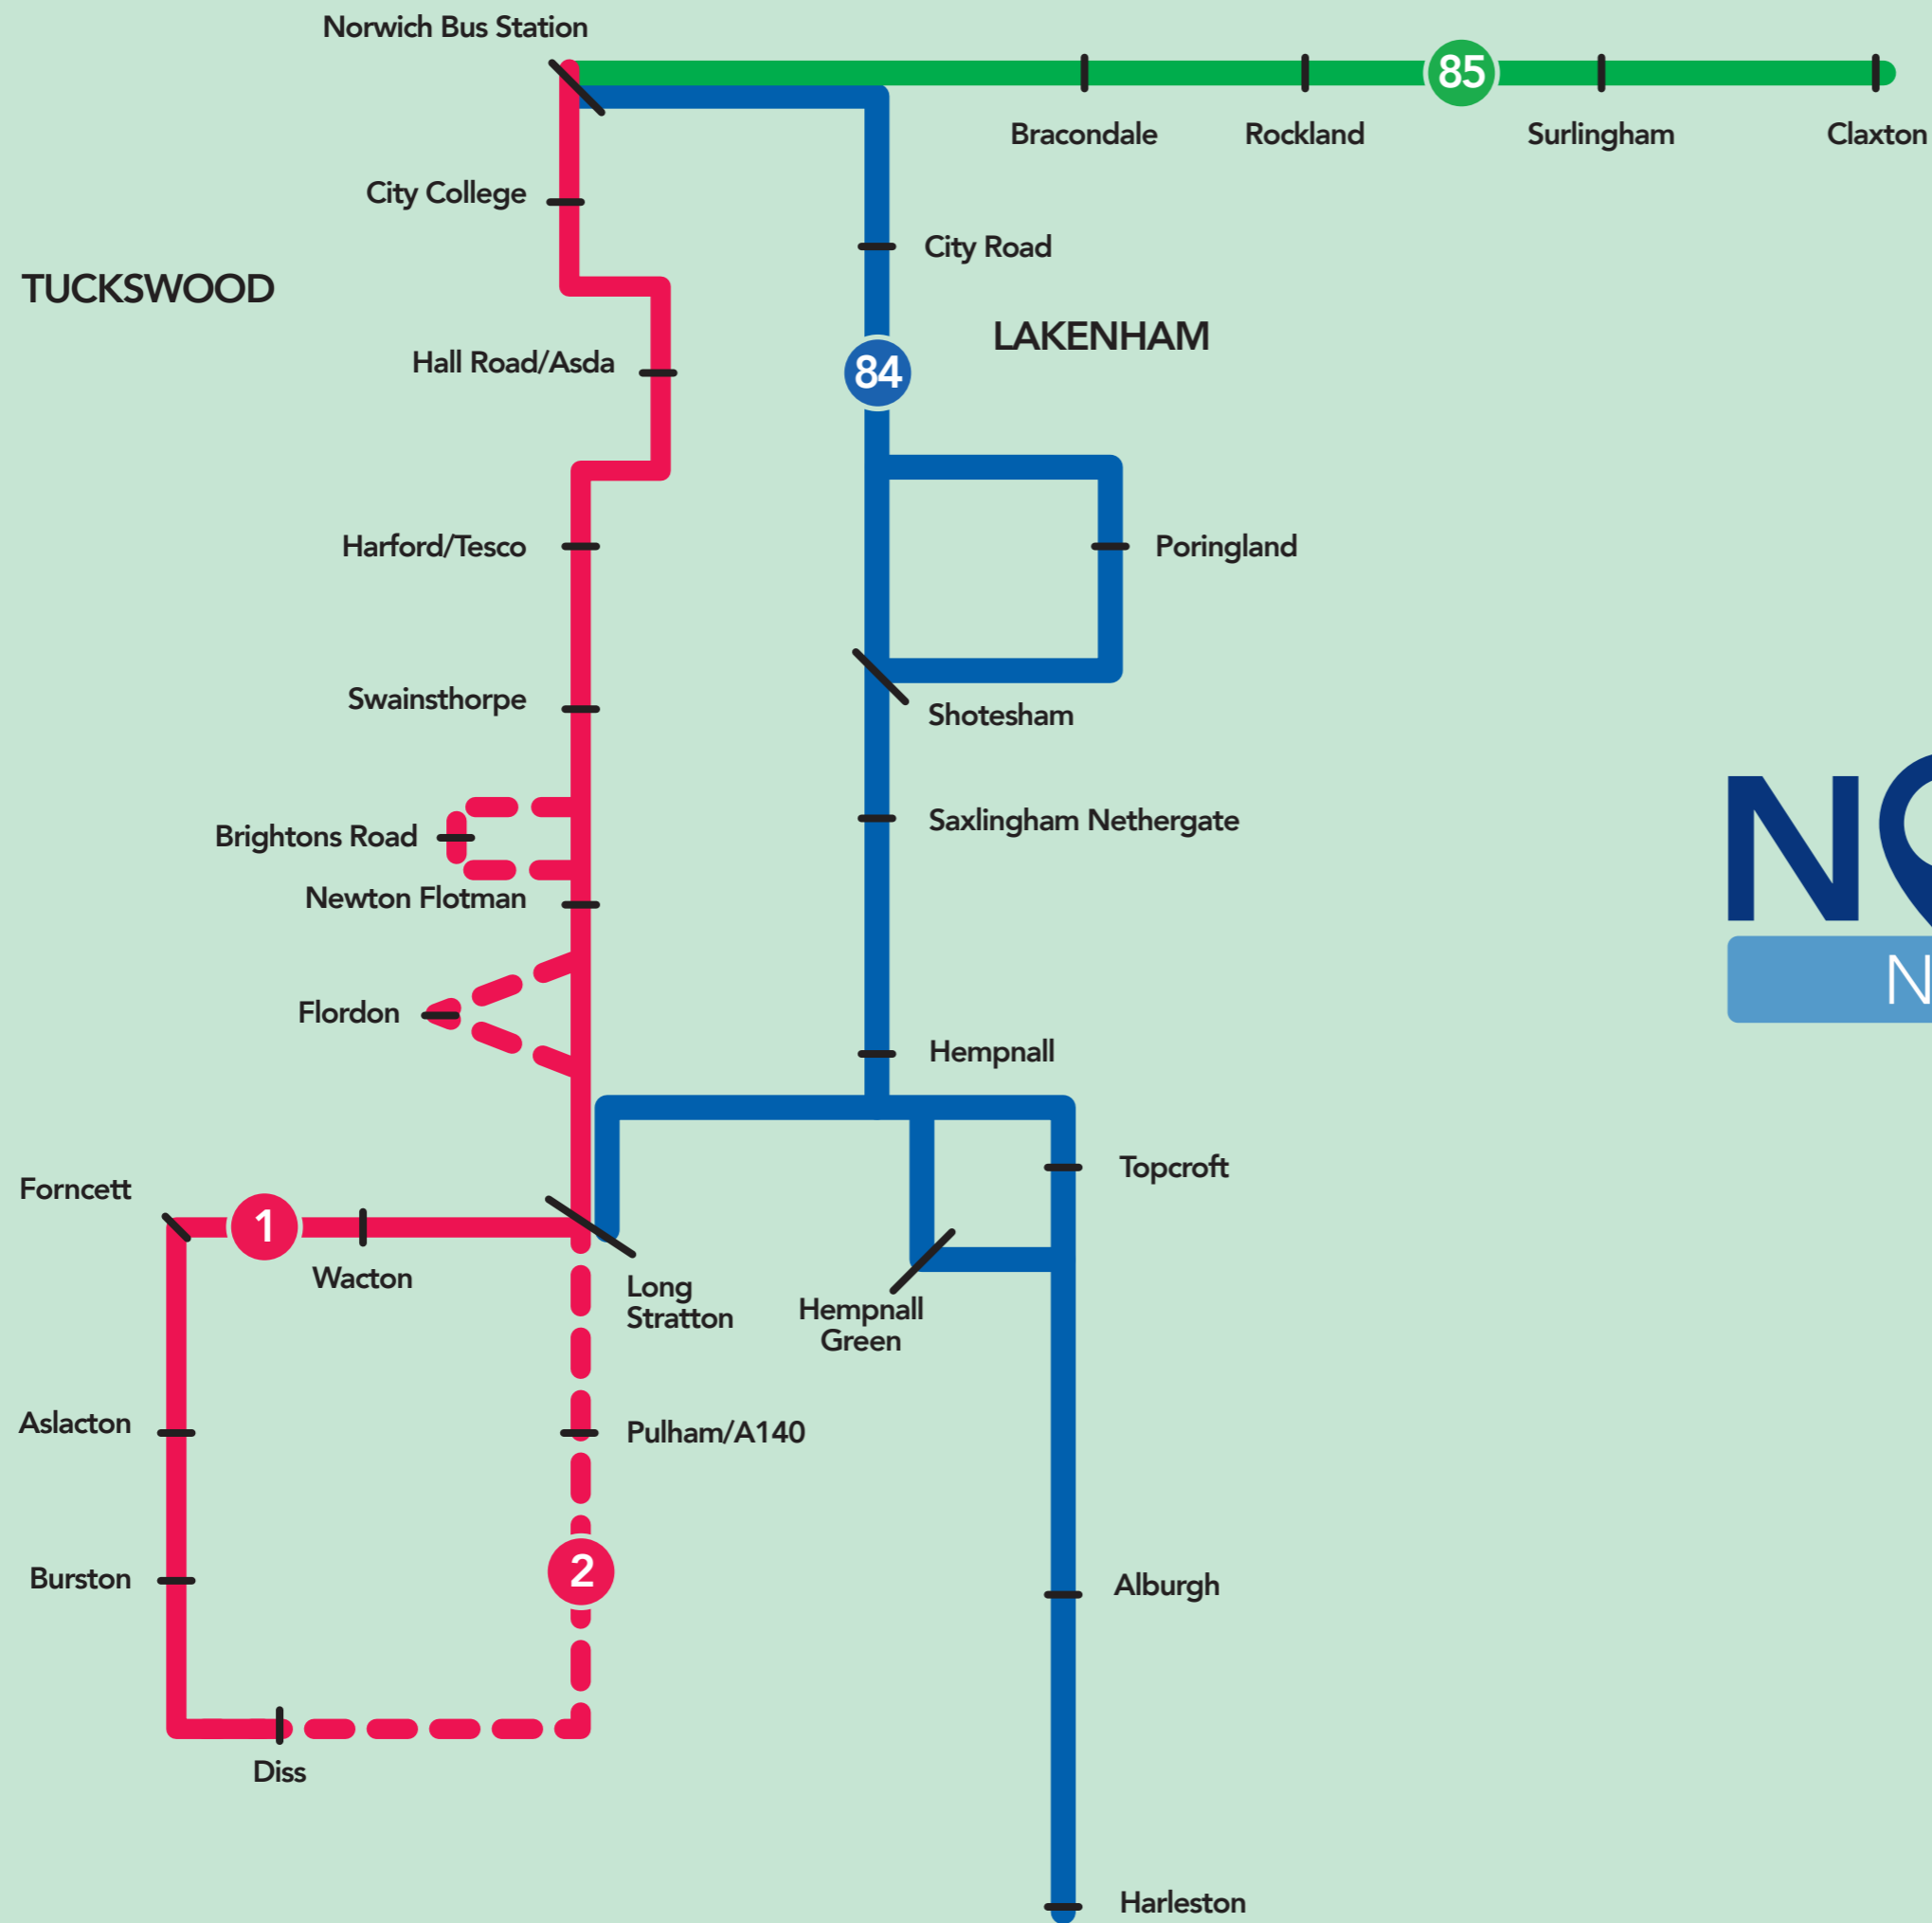 Norwich Bus Station
85
Bracondale
Rockland
Surlingham
Claxton
City College
City Road
TUCKSWOOD
LAKENHAM
Hall Road/Asda
84
Harford/Tesco
Poringland
Swainsthorpe
Shotesham
Brightons Road
Saxlingham Nethergate
Newton Flotman
Flordon
Hempnall
Topcroft
Forncett
1
Wacton
Long
Stratton
Hempnall
Green
Aslacton
Pulham/A140
Burston
2
Alburgh
Diss
Harleston